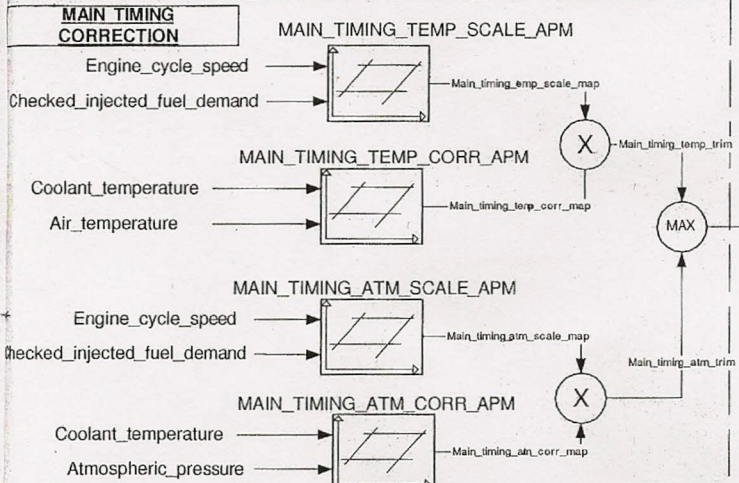 MAIN TIMING
CORRECTION
MAIN_TIMING_TEMP_SCALE_APM
Engine_cycle_speed
Checked_injected_fuel_demand
Main_timing_emp_scale_map
X
Main_timing_temp_trim
MAIN_TIMING_TEMP_CORR_APM
Coolant_temperature
Air_temperature
Main_timing_temp_corr_map
MAX
MAIN_TIMING_ATM_SCALE_APM
Engine_cycle_speed
hecked_injected_fuel_demand
Main_timing_atm_scale_map
X
Main_timing_atm_trim
MAIN_TIMING_ATM_CORR_APM
Coolant_temperature
Atmospheric_pressure
Main_timing_atm_corr_map